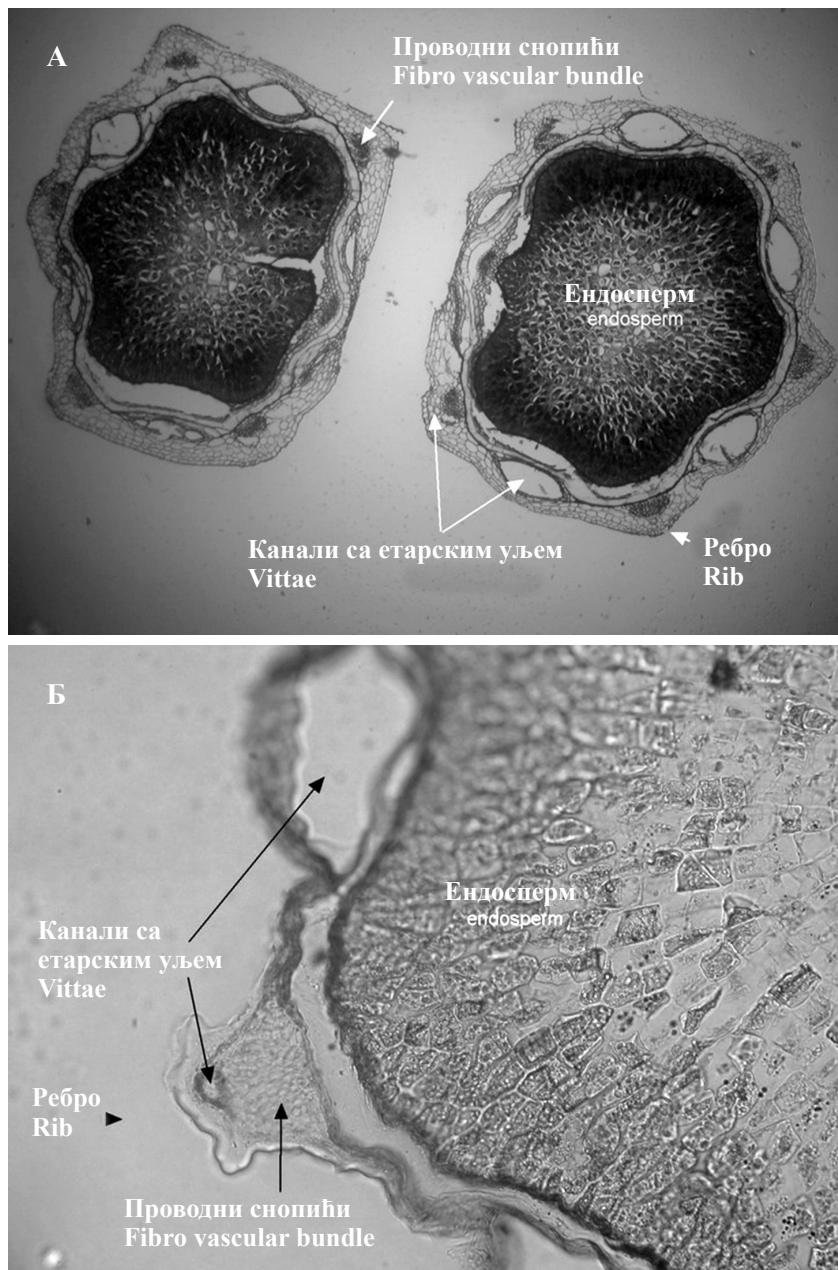 А
Проводни снопићи
Fibro vascular bundle
Ендосперм
endosperm
Канали са етарским уљем
Vittae
Ребро
Rib
Б
Ендосперм
endosperm
Канали са
етарским уљем
Vittae
Ребро
Rib
Проводни снопићи
Fibro vascular bundle